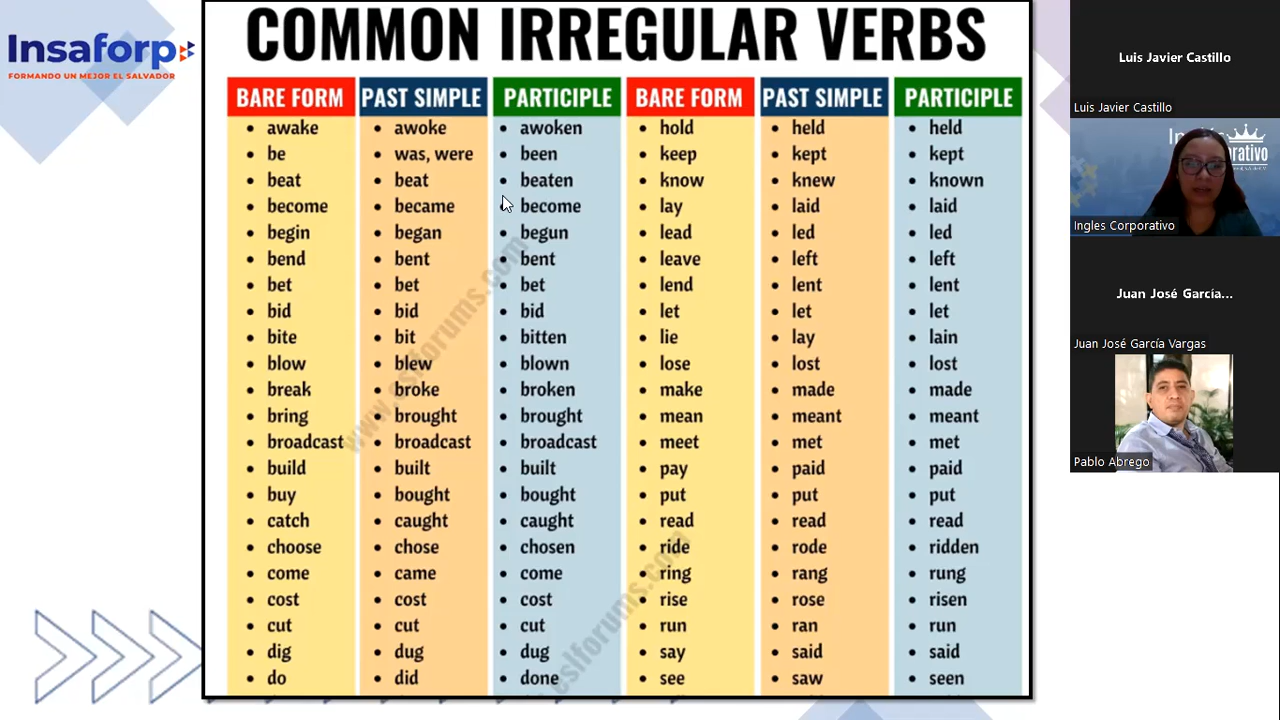 Insaforp
FORMANDO UN MEJOR EL SALVADOR
COMMON IRREGULAR VERBS
BARE FORM PAST SIMPLE PARTICIPLE BARE FORM PAST SIMPLE PARTICIPLE
• awake • awoke • awoken • hold • held • held
• be • was, were • been • keep • kept • kept
• beat • beat • beaten • know • knew • known
• become • became • become • lay • laid • laid
• begin • began • begun • lead • led • led
• bend • bent • bent • leave • left • left
• bet • bet • bet • lend • lent • lent
• bid • bid • bid • let • let • let
• bite • bit • bitten • lie • lay • lain
• blow • blew • blown • lose • lost • lost
• break • broke • broken • make • made • made
• bring • brought • brought • mean • meant • meant
• broadcast • broadcast • broadcast • meet • met • met
• build • built • built • pay • paid • paid
• buy • bought • bought • put • put • put
• catch • caught • caught • read • read • read
• choose • chose • chosen • ride • rode • ridden
• come • came • come • ring • rang • rung
• cost • cost • cost • rise • rose • risen
• cut • cut • cut • run • ran • run
• dig • dug • dug • say • said • said
• do • did • done • see • saw • seen
www.eslforums.com
eslforums.com
Luis Javier Castillo
Luis Javier Castillo
Ingles Corporativo
Juan José García...
Juan José García Vargas
Pablo Abrego